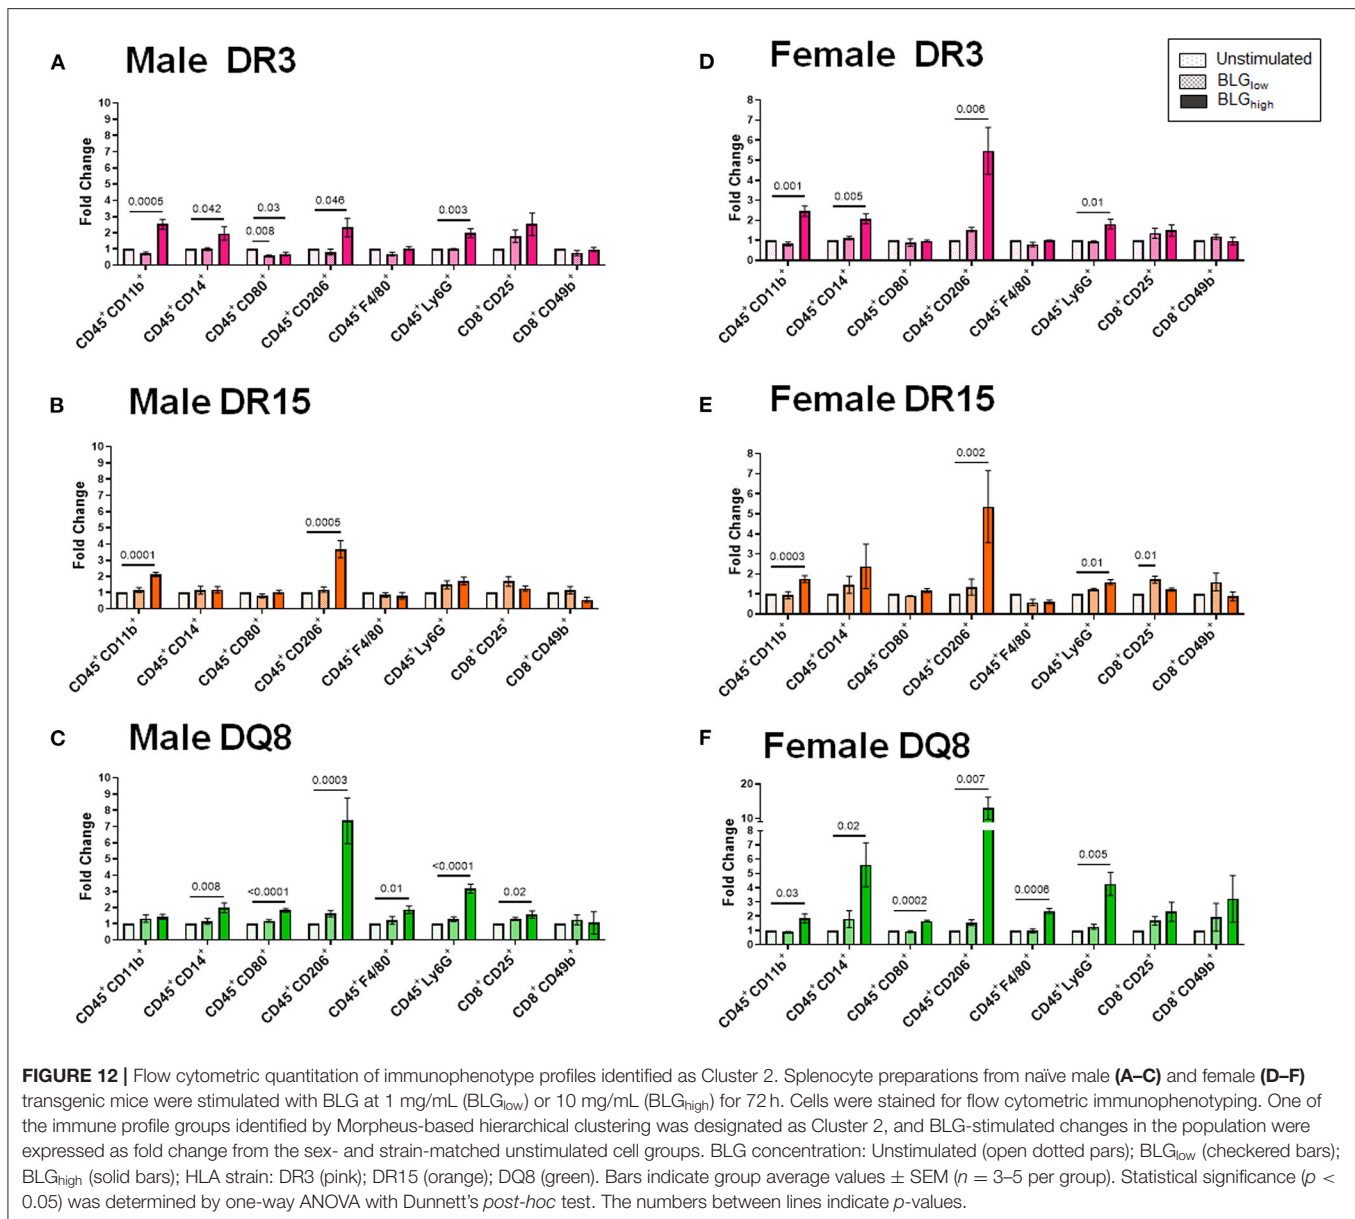 A Male DR3
Fold Change
10
9
8
7
6
5
4
3
2
1
0
0.0005
0.042
0.03
0.008
0.046
0.003
CD45⁺CD11b⁺
CD45⁺CD14⁺
CD45⁺CD80⁺
CD45⁺CD206⁺
CD45⁺F4/80⁺
CD45⁺Ly6G⁺
CD8⁺CD25⁺
CD8⁺CD49b⁺
D Female DR3
Unstimulated
BLGlow
BLGhigh
Fold Change
8
7
6
5
4
3
2
1
0
0.001
0.005
0.006
0.01
CD45⁺CD11b⁺
CD45⁺CD14⁺
CD45⁺CD80⁺
CD45⁺CD206⁺
CD45⁺F4/80⁺
CD45⁺Ly6G⁺
CD8⁺CD25⁺
CD8⁺CD49b⁺
B Male DR15
Fold Change
10
9
8
7
6
5
4
3
2
1
0
0.0001
0.0005
CD45⁺CD11b⁺
CD45⁺CD14⁺
CD45⁺CD80⁺
CD45⁺CD206⁺
CD45⁺F4/80⁺
CD45⁺Ly6G⁺
CD8⁺CD25⁺
CD8⁺CD49b⁺
E Female DR15
Fold Change
8
7
6
5
4
3
2
1
0
0.0003
0.002
0.01
0.01
CD45⁺CD11b⁺
CD45⁺CD14⁺
CD45⁺CD80⁺
CD45⁺CD206⁺
CD45⁺F4/80⁺
CD45⁺Ly6G⁺
CD8⁺CD25⁺
CD8⁺CD49b⁺
C Male DQ8
Fold Change
10
9
8
7
6
5
4
3
2
1
0
0.008
<0.0001
0.0003
0.01
<0.0001
0.02
CD45⁺CD11b⁺
CD45⁺CD14⁺
CD45⁺CD80⁺
CD45⁺CD206⁺
CD45⁺F4/80⁺
CD45⁺Ly6G⁺
CD8⁺CD25⁺
CD8⁺CD49b⁺
F Female DQ8
Fold Change
20
10
8
7
6
5
4
3
2
1
0
0.03
0.02
0.0002
0.007
0.0006
0.005
CD45⁺CD11b⁺
CD45⁺CD14⁺
CD45⁺CD80⁺
CD45⁺CD206⁺
CD45⁺F4/80⁺
CD45⁺Ly6G⁺
CD8⁺CD25⁺
CD8⁺CD49b⁺
FIGURE 12 | Flow cytometric quantitation of immunophenotype profiles identified as Cluster 2. Splenocyte preparations from naïve male (A–C) and female (D–F)
transgenic mice were stimulated with BLG at 1 mg/mL (BLGlow) or 10 mg/mL (BLGhigh) for 72 h. Cells were stained for flow cytometric immunophenotyping. One of
the immune profile groups identified by Morpheus-based hierarchical clustering was designated as Cluster 2, and BLG-stimulated changes in the population were
expressed as fold change from the sex- and strain-matched unstimulated cell groups. BLG concentration: Unstimulated (open dotted pars); BLGlow (checkered bars);
BLGhigh (solid bars); HLA strain: DR3 (pink); DR15 (orange); DQ8 (green). Bars indicate group average values ± SEM (n = 3–5 per group). Statistical significance (p <
0.05) was determined by one-way ANOVA with Dunnett's post-hoc test. The numbers between lines indicate p-values.